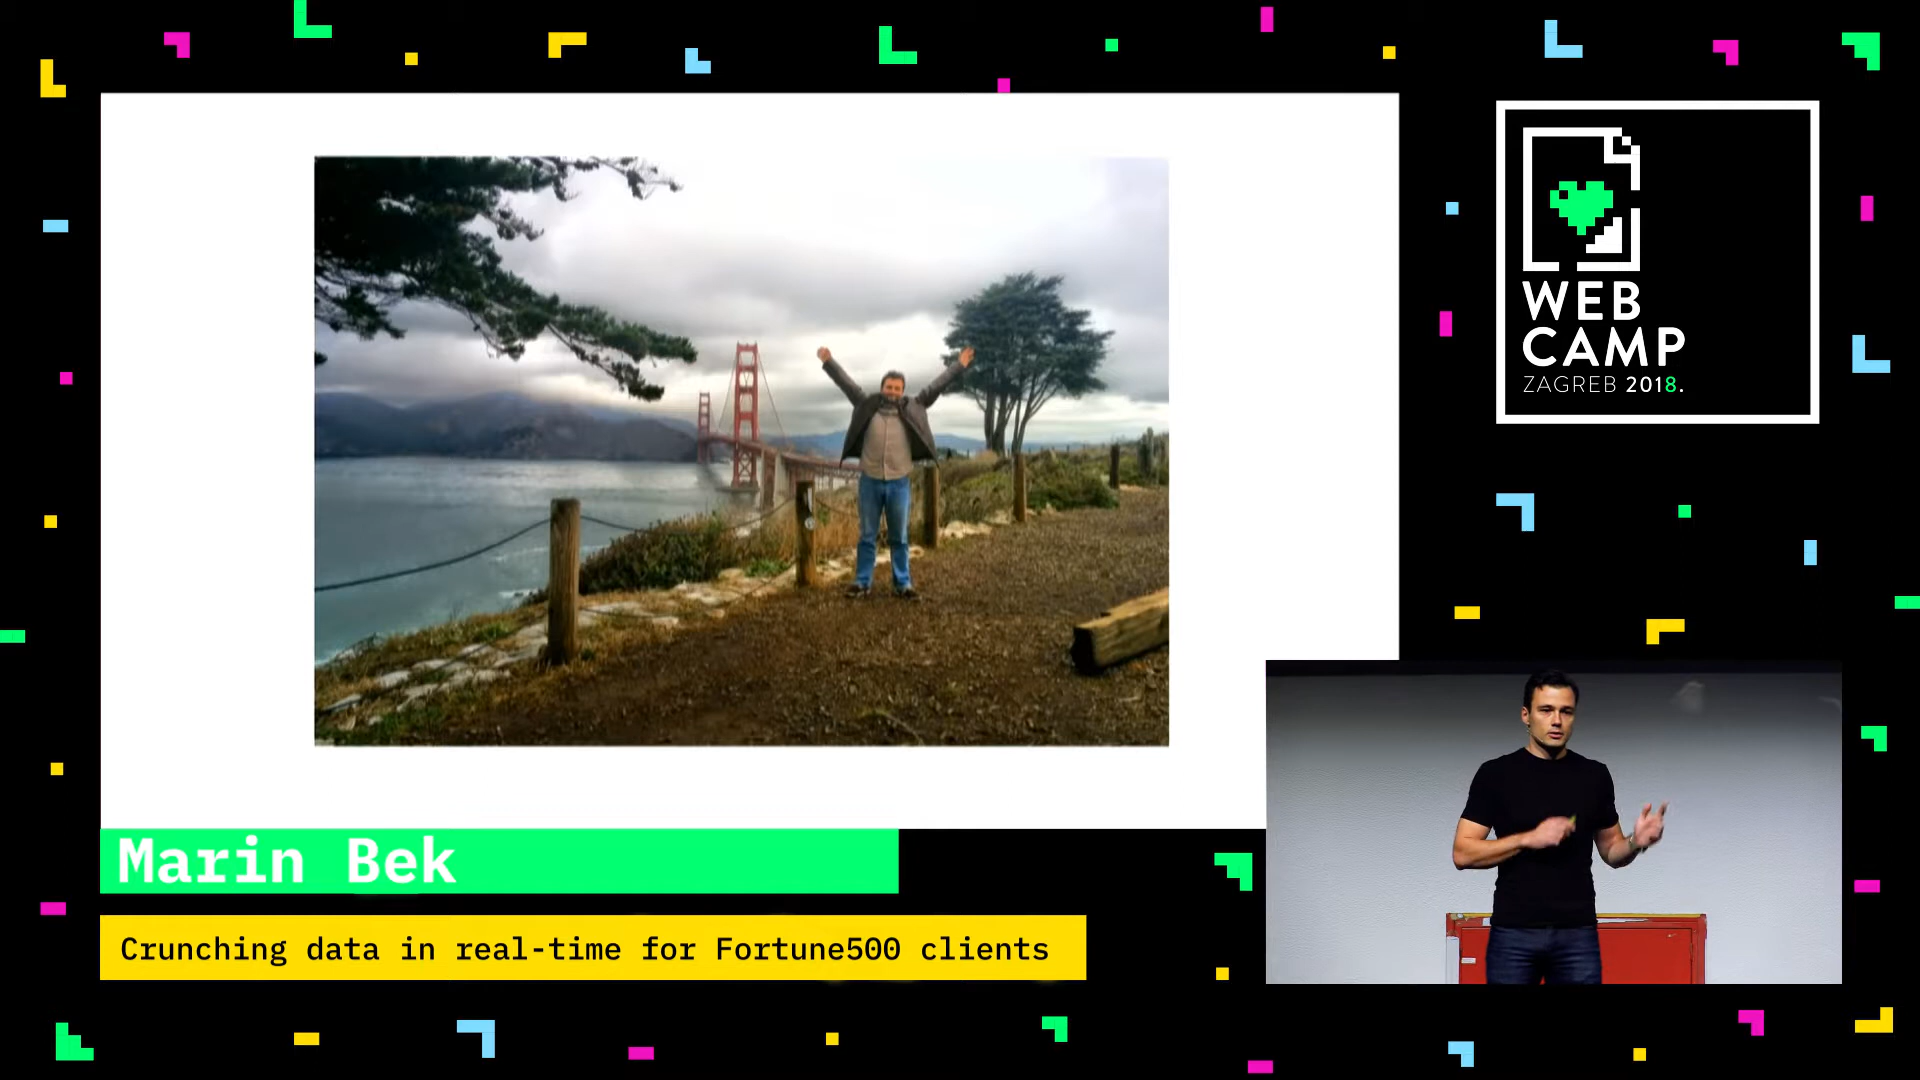 WEB
CAMP
ZAGREB 2018.
Marin Bek
Crunching data in real-time for Fortune500 clients